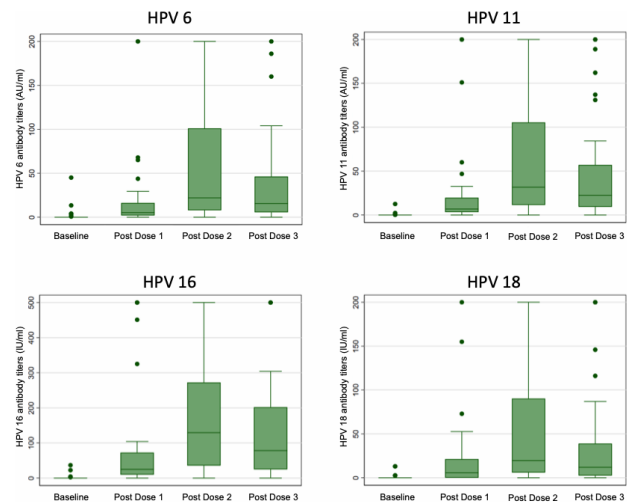 HPV 6
HPV 6 antibody titers (AU/ml)
200
150
100
50
0
Baseline Post Dose 1 Post Dose 2 Post Dose 3
HPV 11
HPV 11 antibody titers (AU/ml)
200
150
100
50
0
Baseline Post Dose 1 Post Dose 2 Post Dose 3
HPV 16
HPV 16 antibody titers (IU/ml)
500
400
300
200
100
0
Baseline Post Dose 1 Post Dose 2 Post Dose 3
HPV 18
HPV 18 antibody titers (IU/ml)
200
150
100
50
0
Baseline Post Dose 1 Post Dose 2 Post Dose 3